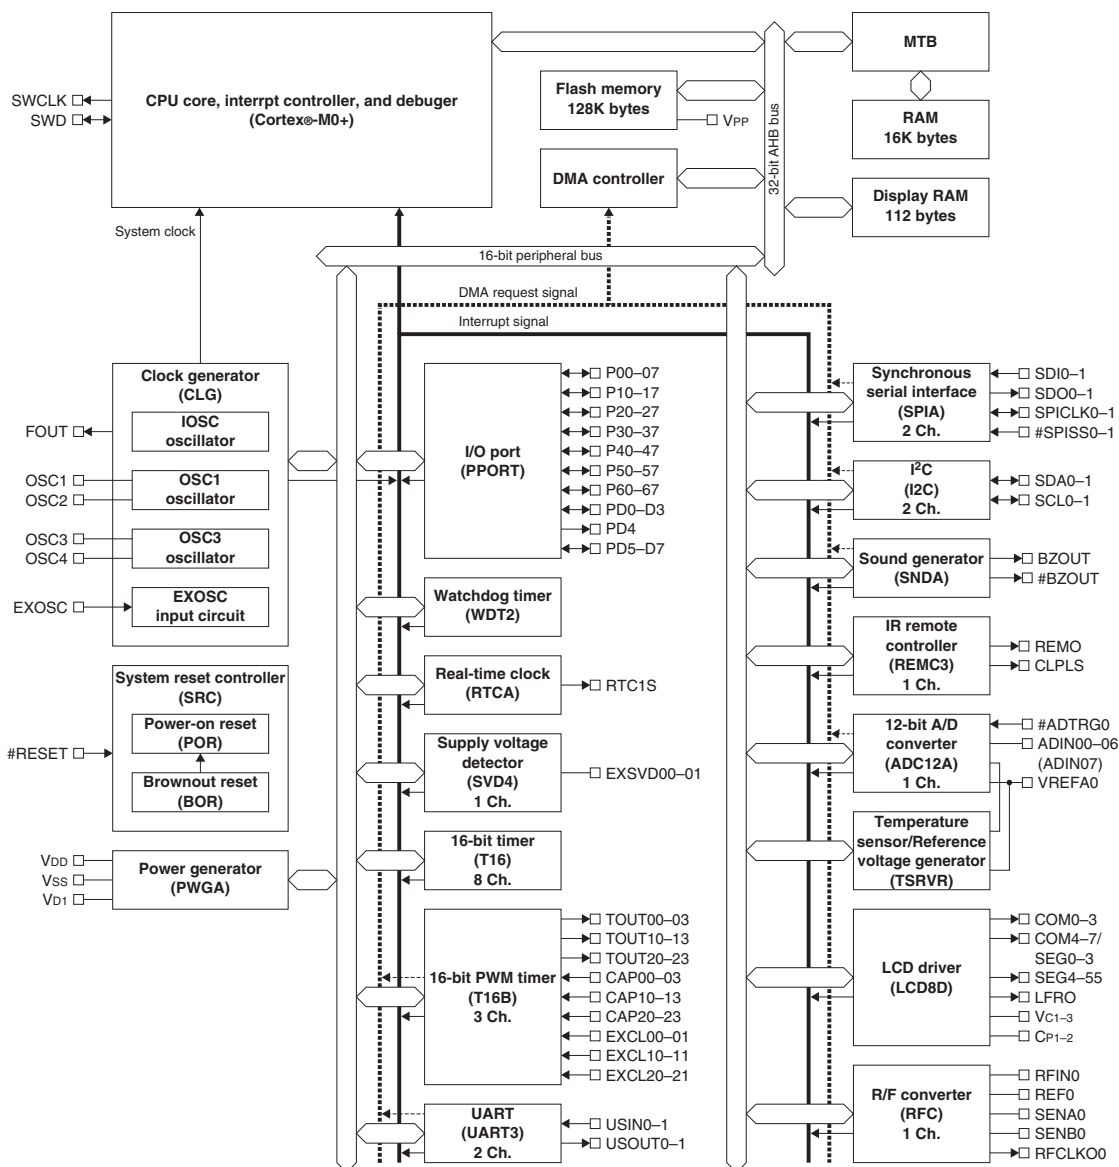 CPU core, interrpt controller, and debuger
(Cortex®-M0+)
SWCLK
SWD
Flash memory
128K bytes
VPP
DMA controller
32-bit AHB bus
MTB
RAM
16K bytes
Display RAM
112 bytes
System clock
16-bit peripheral bus
DMA request signal
Interrupt signal
Clock generator
(CLG)
IOSC
oscillator
OSC1
oscillator
OSC3
oscillator
EXOSC
input circuit
FOUT
OSC1
OSC2
OSC3
OSC4
EXOSC
System reset controller
(SRC)
Power-on reset
(POR)
Brownout reset
(BOR)
#RESET
Power generator
(PWGA)
VDD
VSS
VD1
I/O port
(PPORT)
P00–07
P10–17
P20–27
P30–37
P40–47
P50–57
P60–67
PD0–D3
PD4
PD5–D7
Watchdog timer
(WDT2)
Real-time clock
(RTCA)
RTC1S
Supply voltage
detector
(SVD4)
1 Ch.
EXSVD00–01
16-bit timer
(T16)
8 Ch.
16-bit PWM timer
(T16B)
3 Ch.
TOUT00–03
TOUT10–13
TOUT20–23
CAP00–03
CAP10–13
CAP20–23
EXCL00–01
EXCL10–11
EXCL20–21
UART
(UART3)
2 Ch.
USIN0–1
USOUT0–1
Synchronous
serial interface
(SPIA)
2 Ch.
SDI0–1
SDO0–1
SPICLK0–1
#SPISS0–1
I2C
(I2C)
2 Ch.
SDA0–1
SCL0–1
Sound generator
(SNDA)
BZOUT
#BZOUT
IR remote
controller
(REMC3)
1 Ch.
REMO
CLPLS
12-bit A/D
converter
(ADC12A)
1 Ch.
#ADTRG0
ADIN00–06
(ADIN07)
VREFA0
Temperature
sensor/Reference
voltage generator
(TSRVR)
LCD driver
(LCD8D)
COM0–3
COM4–7/
SEG0–3
SEG4–55
LFRO
VC1–3
CP1–2
R/F converter
(RFC)
1 Ch.
RFIN0
REF0
SENA0
SENB0
RFCLKO0